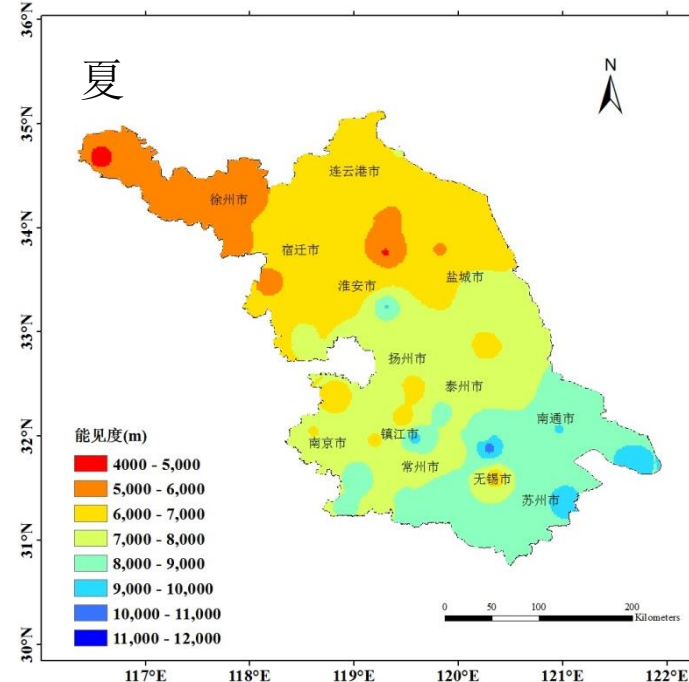 夏
N
36°N
35°N
34°N
33°N
32°N
31°N
30°N
连云港市
徐州市
宿迁市
淮安市
盐城市
扬州市
泰州市
南通市
南京市
镇江市
常州市
无锡市
苏州市
能见度(m)
4000 - 5,000
5,000 - 6,000
6,000 - 7,000
7,000 - 8,000
8,000 - 9,000
9,000 - 10,000
10,000 - 11,000
11,000 - 12,000
0 50 100 200
Kilometers
117°E 118°E 119°E 120°E 121°E 122°E